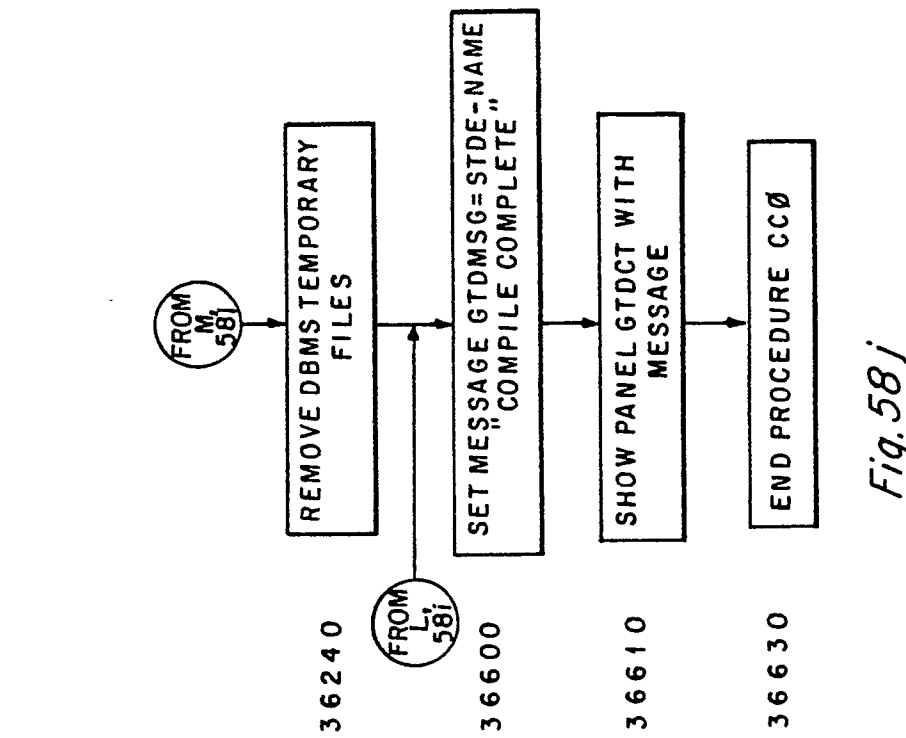 FROM
M,
58i
36240
REMOVE DBMS TEMPORARY
FILES
FROM
L,
58i
36600
SET MESSAGE GTDMSG=STDE-NAME
"COMPILE COMPLETE"
36610
SHOW PANEL GTDCT WITH
MESSAGE
36630
END PROCEDURE CCØ
Fig. 58j